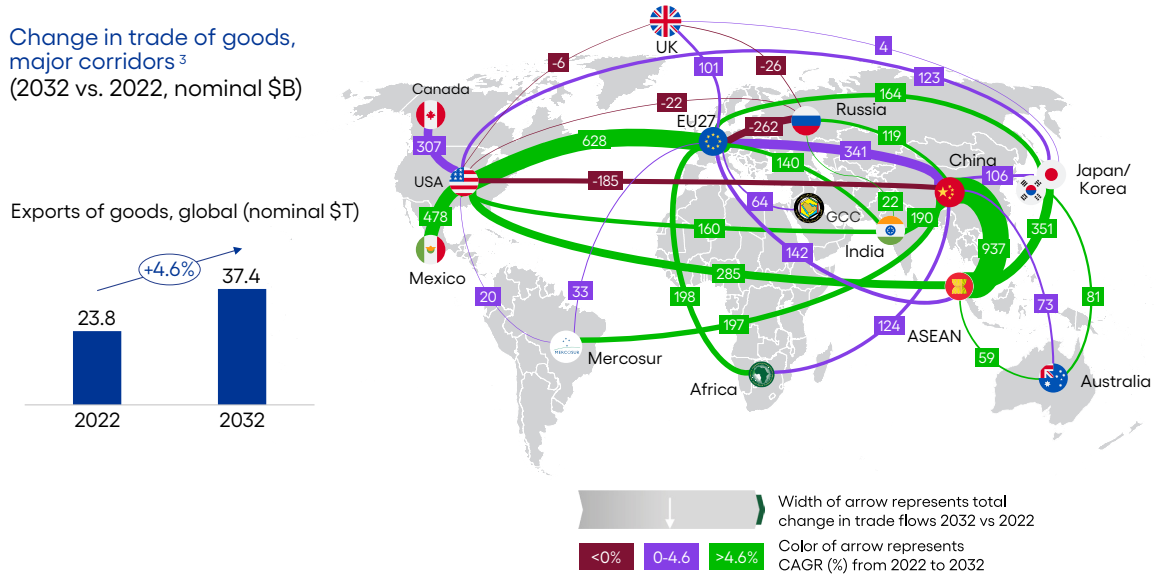 Change in trade of goods,
major corridors ³
(2032 vs. 2022, nominal $B)
Exports of goods, global (nominal $T)
+4.6%
23.8
37.4
2022
2032
UK
Canada
EU27
Russia
China
Japan/
Korea
USA
GCC
India
Mexico
Mercosur
Africa
ASEAN
Australia
4
-6
101
-26
123
-22
164
-262
119
307
628
140
341
106
-185
64
22
478
160
190
351
142
937
285
20
33
198
73
81
197
124
59
MERCOSUR
Width of arrow represents total
change in trade flows 2032 vs 2022
<0%
0-4.6
>4.6%
Color of arrow represents
CAGR (%) from 2022 to 2032